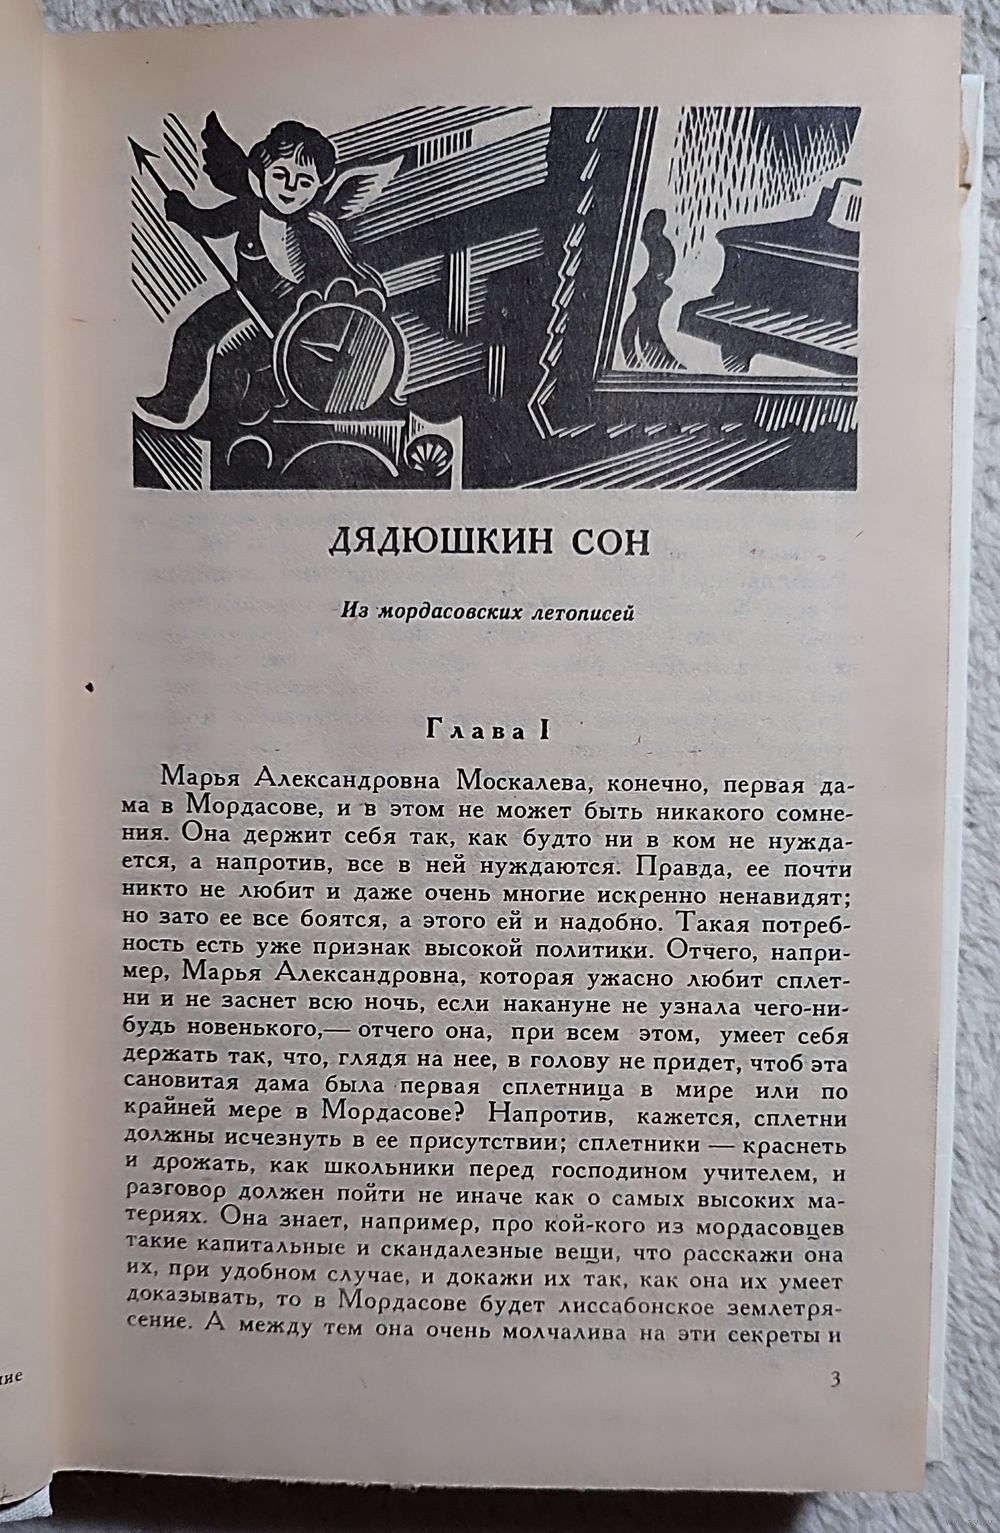 ДЯДЮШКИН СОН
Из мордасовских летописей
Глава I
Марья Александровна Москалева, конечно, первая да-
ма в Мордасове, и в этом не может быть никакого сомне-
ния. Она держит себя так, как будто ни в ком не нужда-
ется, а напротив, все в ней нуждаются. Правда, ее почти
никто не любит и даже очень многие искренно ненавидят;
но зато ее все боятся, а этого ей и надобно. Такая потреб-
ность есть уже признак высокой политики. Отчего, напри-
мер, Марья Александровна, которая ужасно любит сплет-
ни и не заснет всю ночь, если накануне не узнала чего-ни-
будь новенького,— отчего она, при всем этом, умеет себя
держать так, что, глядя на нее, в голову не придет, чтоб эта
сановитая дама была первая сплетница в мире или по
крайней мере в Мордасове? Напротив, кажется, сплетни
должны исчезнуть в ее присутствии; сплетники — краснеть
и дрожать, как школьники перед господином учителем, и
разговор должен пойти не иначе как о самых высоких ма-
териях. Она знает, например, про кой-кого из мордасовцев
такие капитальные и скандалезные вещи, что расскажи она
их, при удобном случае, и докажи их так, как она их умеет
доказывать, то в Мордасове будет лиссабонское землетря-
сение. А между тем она очень молчалива на эти секреты и
3